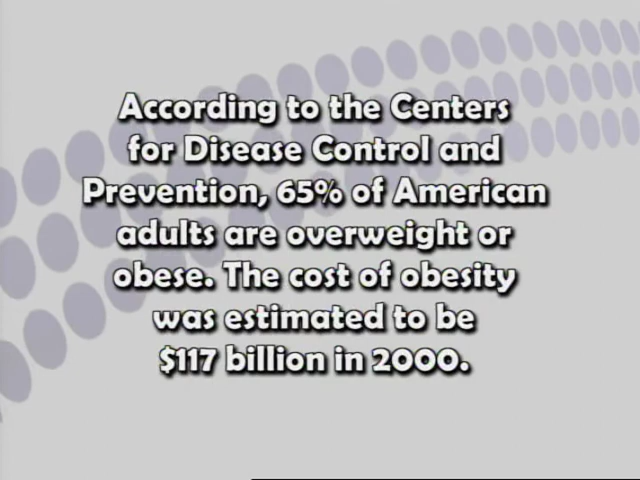 According to the Centers
for Disease Control and
Prevention, 65% of American
adults are overweight or
obese. The cost of obesity
was estimated to be
$117 billion in 2000.